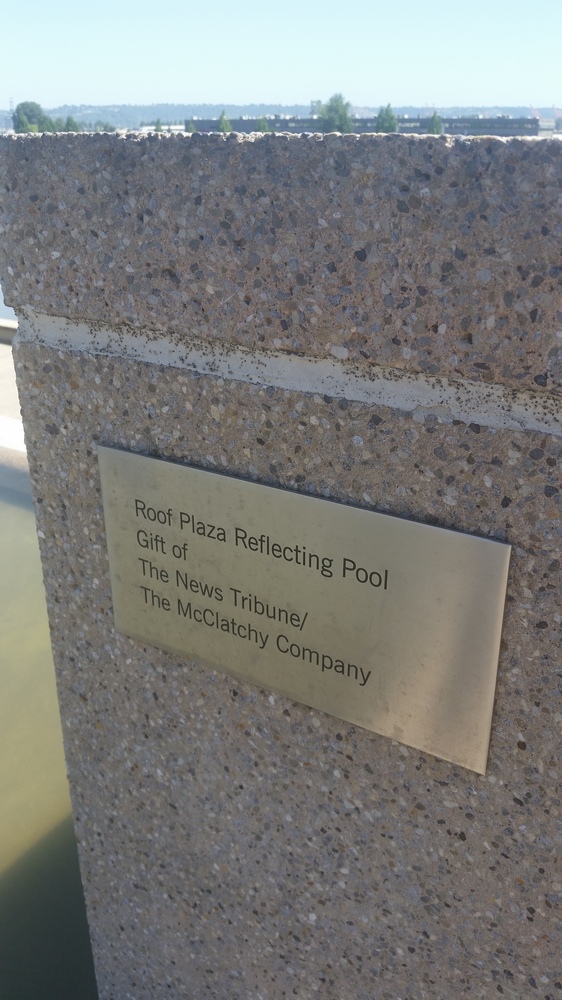 Roof Plaza Reflecting Pool
Gift of
The News Tribune/
The McClatchy Company